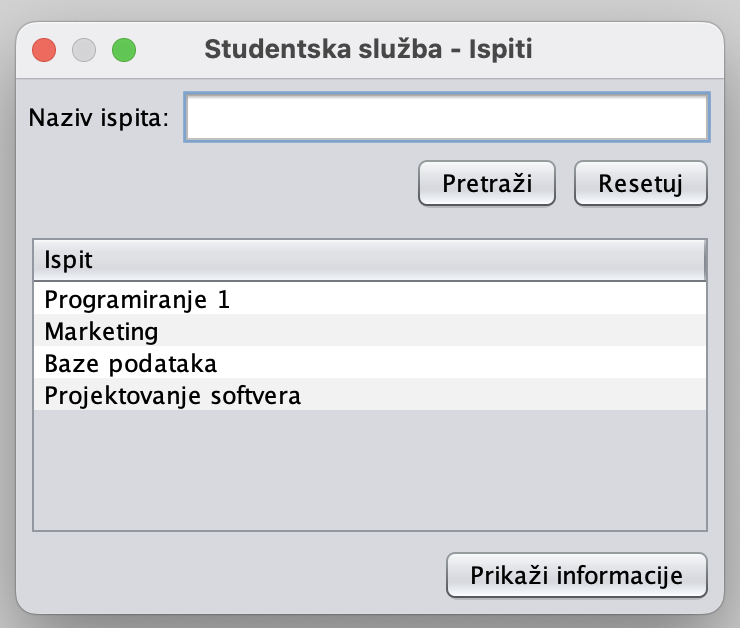 Studentska služba - Ispiti
Naziv ispita:
Pretraži Resetuj
Ispit
Programiranje 1
Marketing
Baze podataka
Projektovanje softvera
Prikaži informacije